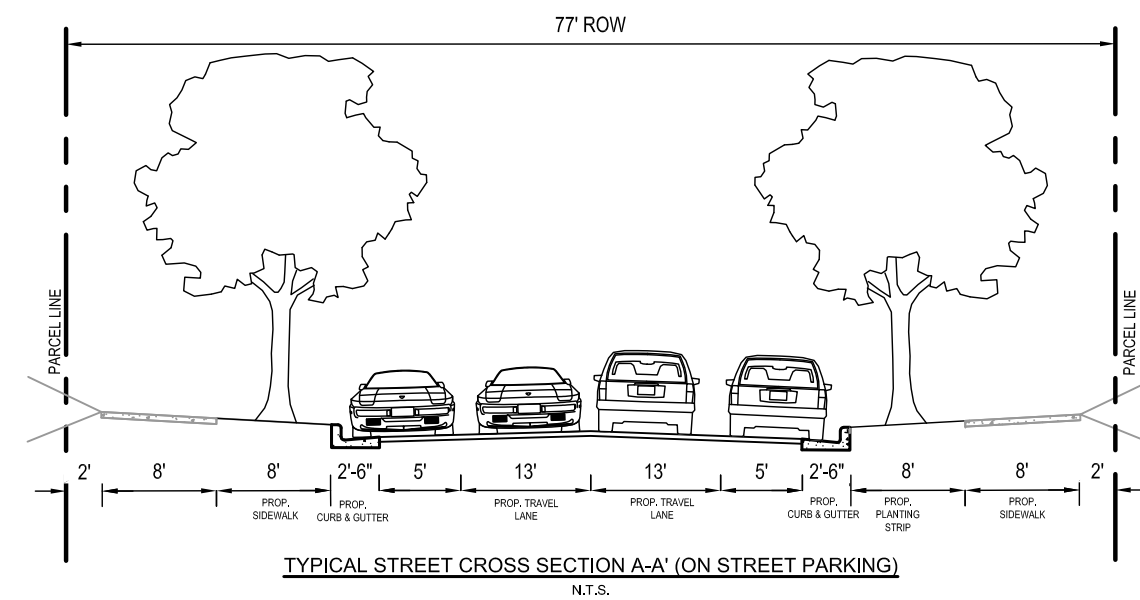 77' ROW
PARCEL LINE
PARCEL LINE
2' 8' 8' 2'-6" 5' 13' 13' 5' 2'-6" 8' 8' 2'
PROP.
SIDEWALK
PROP.
CURB & GUTTER
PROP. TRAVEL
LANE
PROP. TRAVEL
LANE
PROP.
CURB & GUTTER
PROP.
PLANTING
STRIP
PROP.
SIDEWALK
TYPICAL STREET CROSS SECTION A-A' (ON STREET PARKING)
N.T.S.